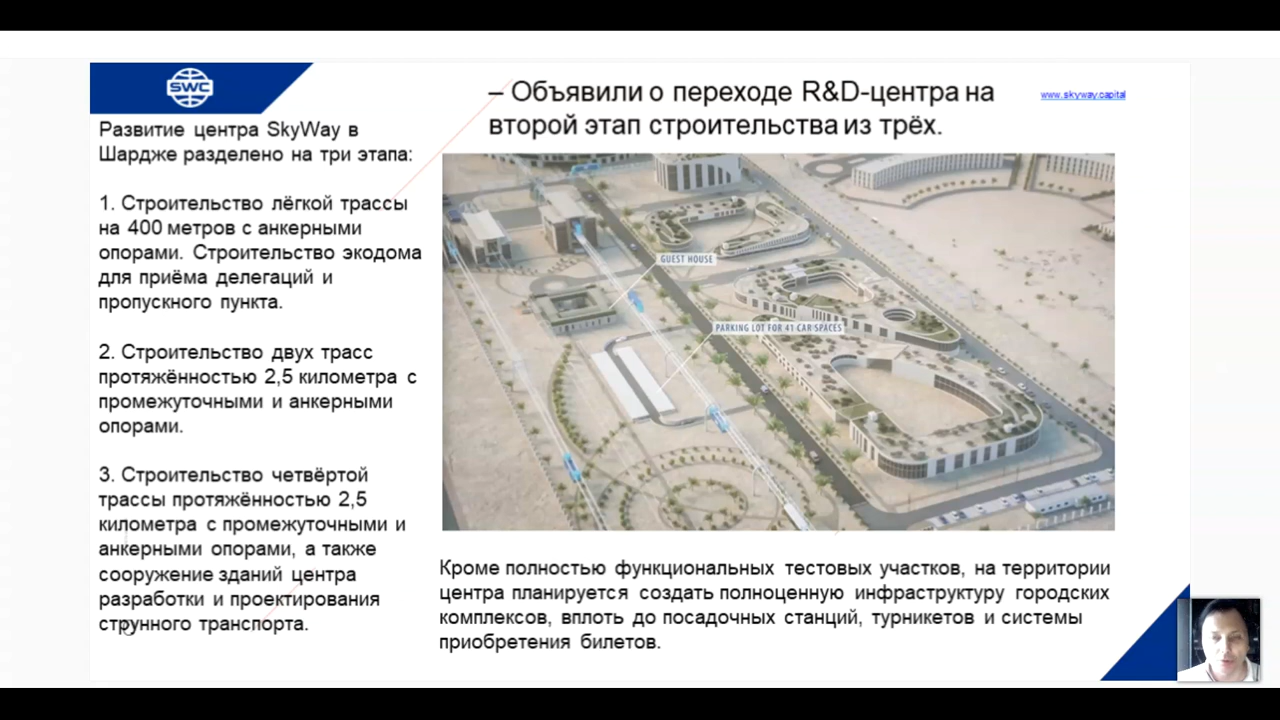 SWC
– Объявили о переходе R&D-центра на
второй этап строительства из трёх.
www.skyway.capital
Развитие центра SkyWay в
Шардже разделено на три этапа:
1. Строительство лёгкой трассы
на 400 метров с анкерными
опорами. Строительство экодома
для приёма делегаций и
пропускного пункта.
2. Строительство двух трасс
протяжённостью 2,5 километра с
промежуточными и анкерными
опорами.
3. Строительство четвёртой
трассы протяжённостью 2,5
километра с промежуточными и
анкерными опорами, а также
сооружение зданий центра
разработки и проектирования
струнного транспорта.
GUEST HOUSE
PARKING LOT FOR 41 CAR SPACES
Кроме полностью функциональных тестовых участков, на территории
центра планируется создать полноценную инфраструктуру городских
комплексов, вплоть до посадочных станций, турникетов и системы
приобретения билетов.